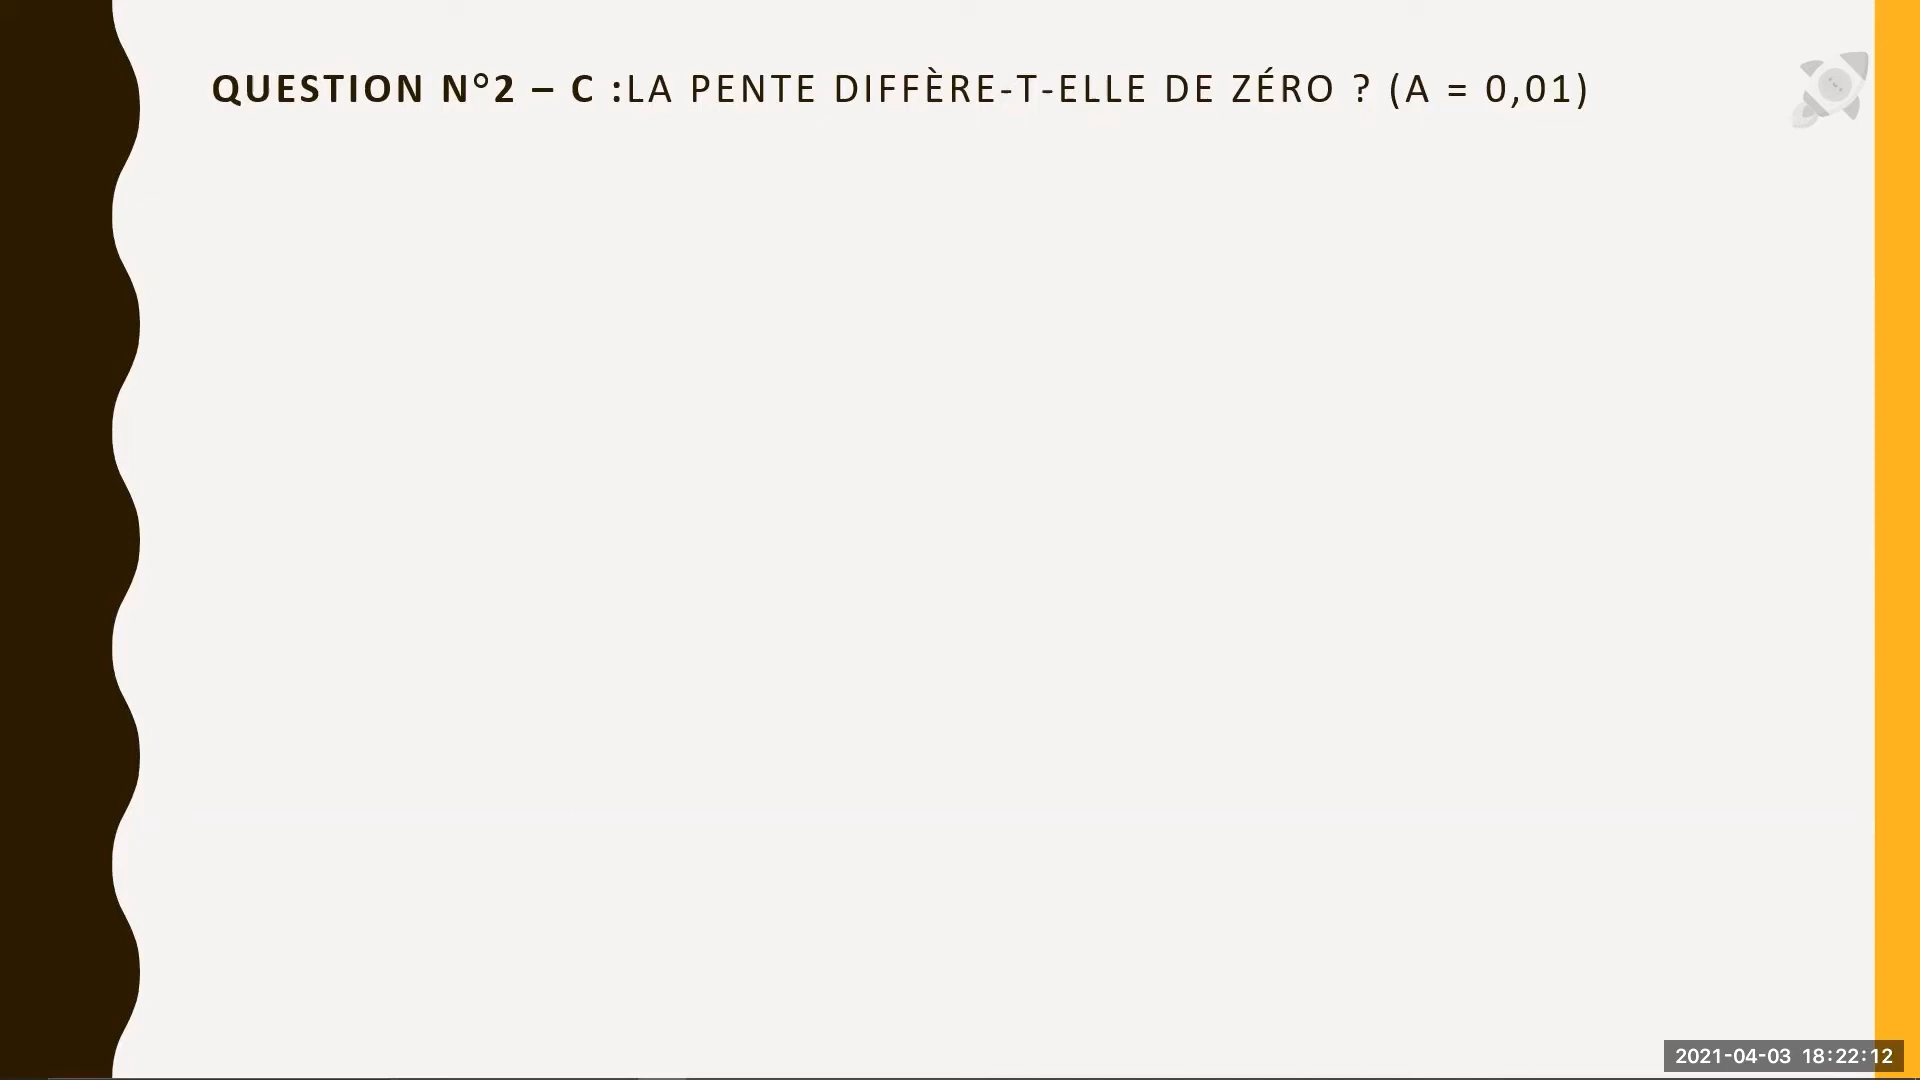 QUESTION N°2 – C :LA PENTE DIFFÈRE-T-ELLE DE ZÉRO ? (A = 0,01)
2021-04-03 18:22:12